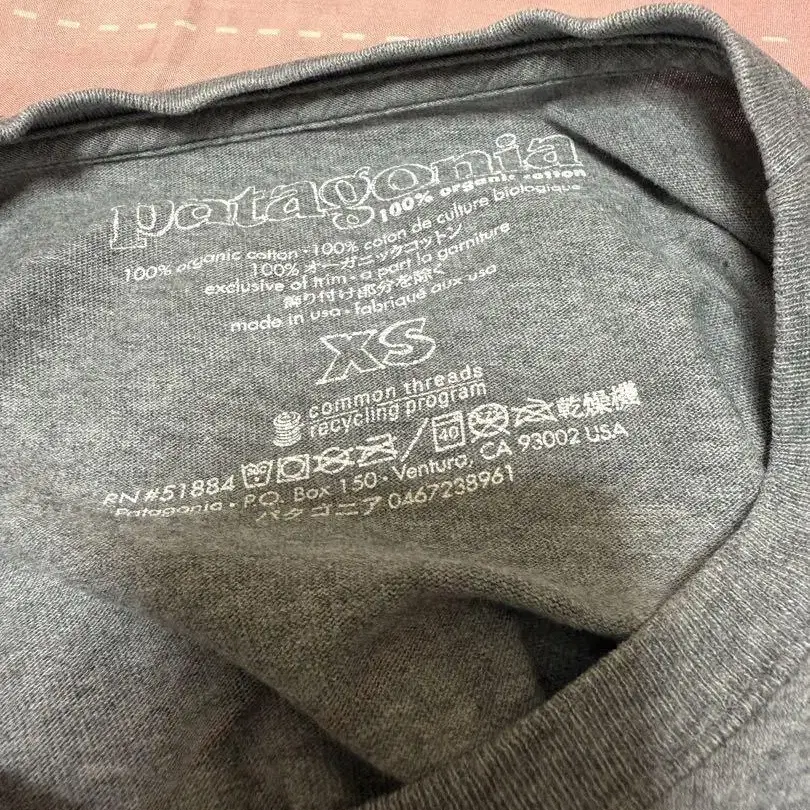 patagonia
100% organic cotton
100% organic cotton • 100% coton de culture biologique
100% オーガニックコットン
exclusive of trim • a part la garniture
飾り付け部分を除く
made in usa • fabriqué aux usa
XS
common threads
recycling program
40 乾燥機
RN #51884
Patagonia • P.O. Box 150 • Ventura, CA 93002 USA
パタゴニア 0467238961